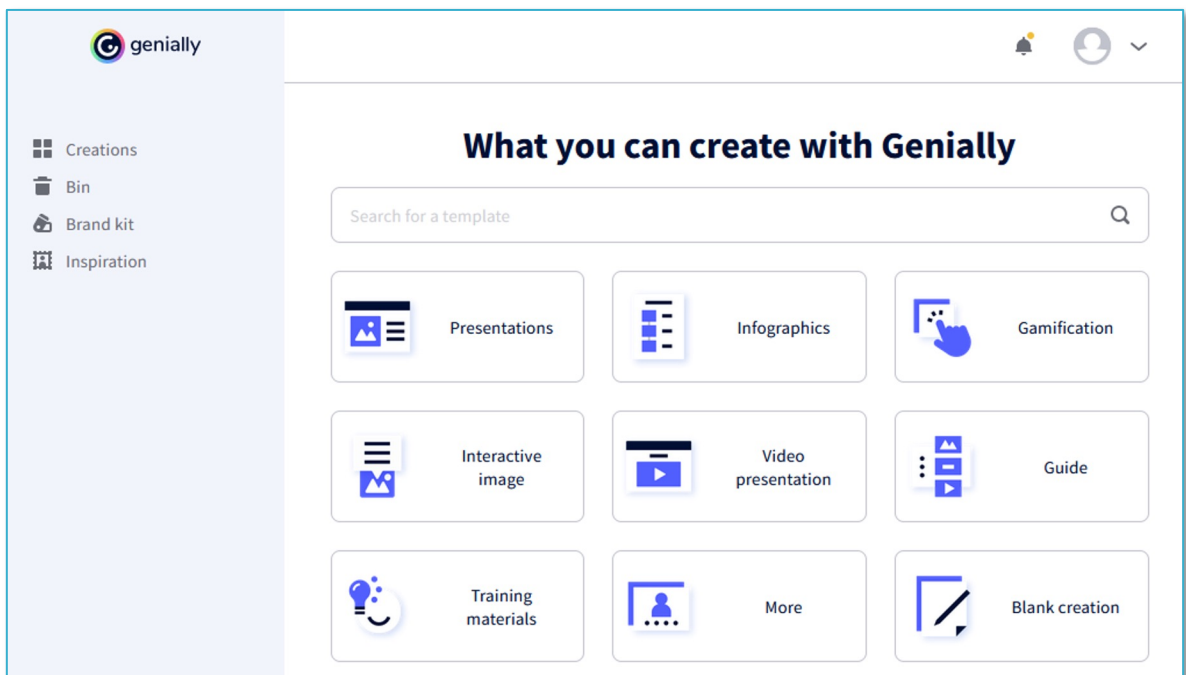 genially
Creations
Bin
Brand kit
Inspiration
What you can create with Genially
Search for a template
Presentations
Infographics
Gamification
Interactive
image
Video
presentation
Guide
Training
materials
More
Blank creation